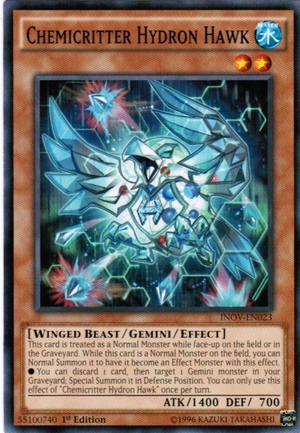 CHEMICRITTER HYDRON HAWK
WATER
水
INOV-EN023
[WINGED BEAST/GEMINI/EFFECT]
This card is treated as a Normal Monster while face-up on the field or in
the Graveyard. While this card is a Normal Monster on the field, you can
Normal Summon it to have it become an Effect Monster with this effect.
●You can discard 1 card, then target 1 Gemini monster in your
Graveyard; Special Summon it in Defense Position. You can only use this
effect of "Chemicritter Hydron Hawk" once per turn.
ATK/1400 DEF/ 700
55100740 1st Edition
©1996 KAZUKI TAKAHASHI